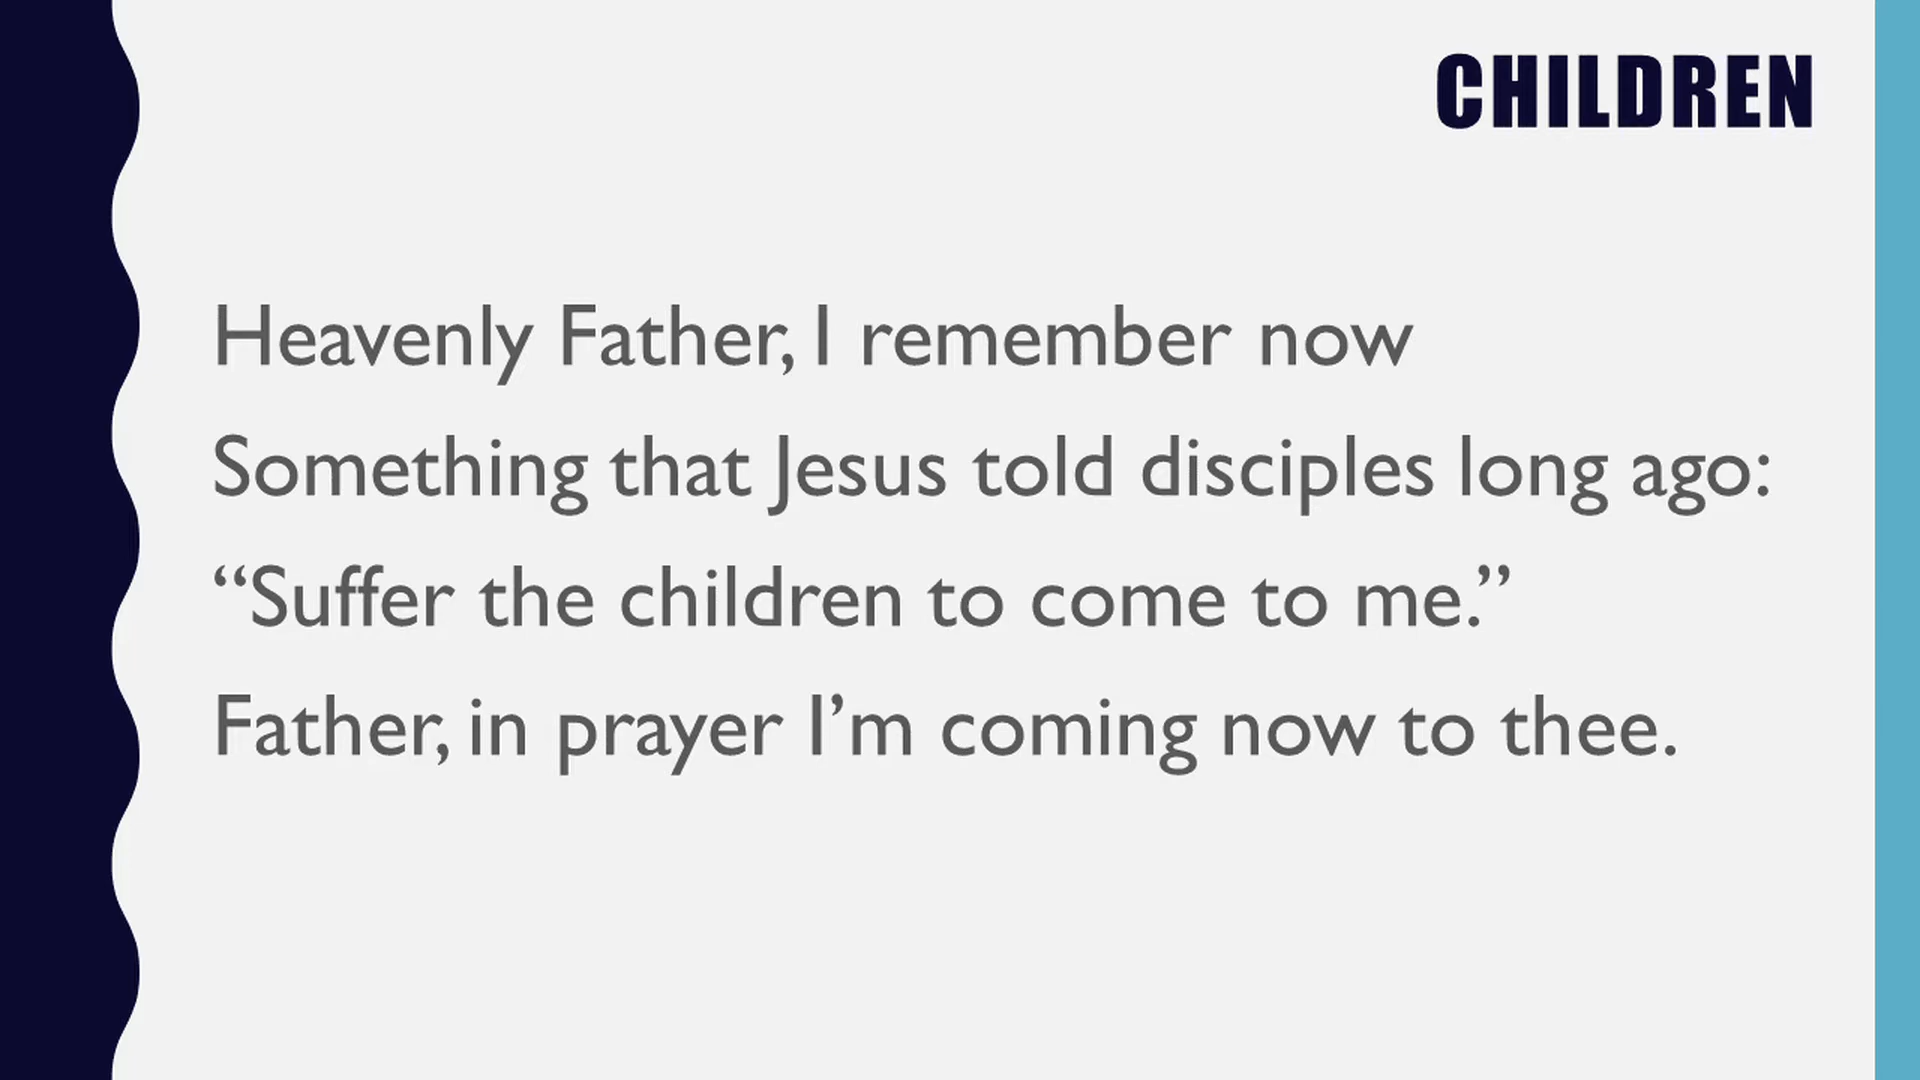 CHILDREN
Heavenly Father, I remember now
Something that Jesus told disciples long ago:
“Suffer the children to come to me.”
Father, in prayer I’m coming now to thee.